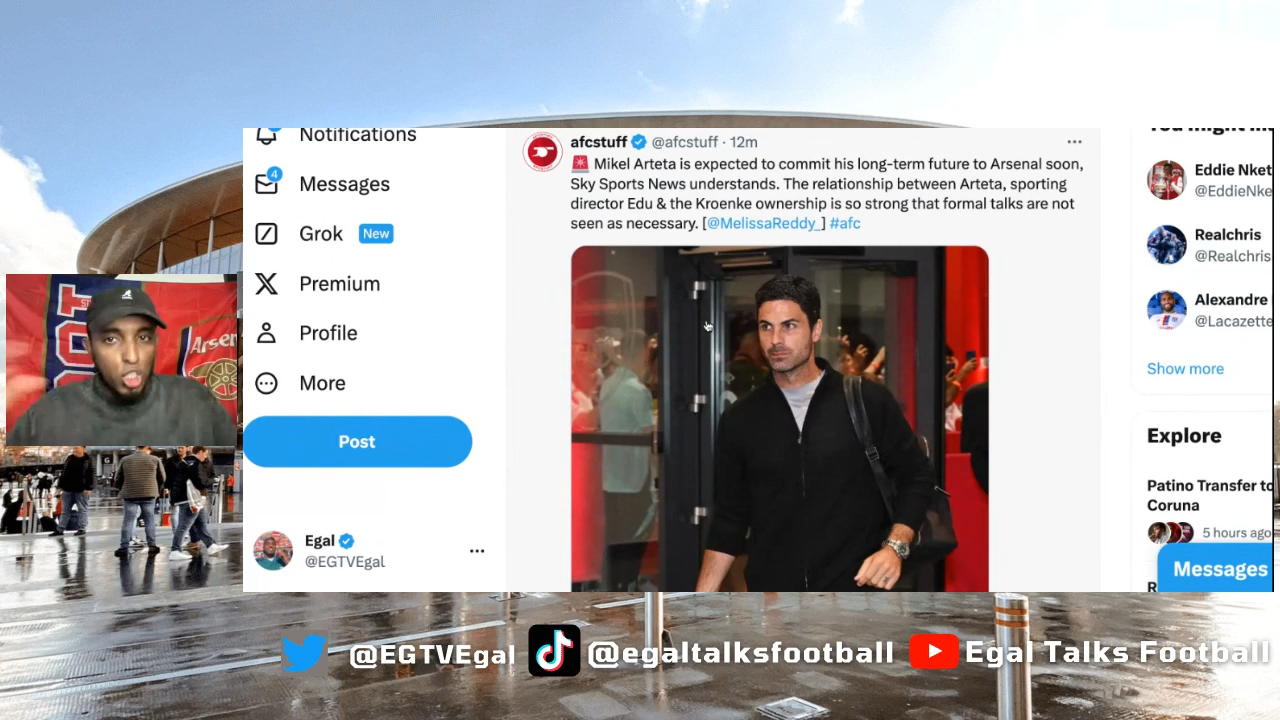 Notifications
4
Messages
Grok New
Premium
Profile
More
Post
Egal
@EGTVEgal
afcstuff @afcstuff · 12m
Mikel Arteta is expected to commit his long-term future to Arsenal soon,
Sky Sports News understands. The relationship between Arteta, sporting
director Edu & the Kroenke ownership is so strong that formal talks are not
seen as necessary. [@MelissaReddy_] #afc
Eddie Nket
@EddieNke
Realchris
@Realchris
Alexandre
@Lacazette
Show more
Explore
Patino Transfer to
Coruna
5 hours ago
Messages
Arsen
@EGTVEgal
@egaltalksfootball
Egal Talks Football